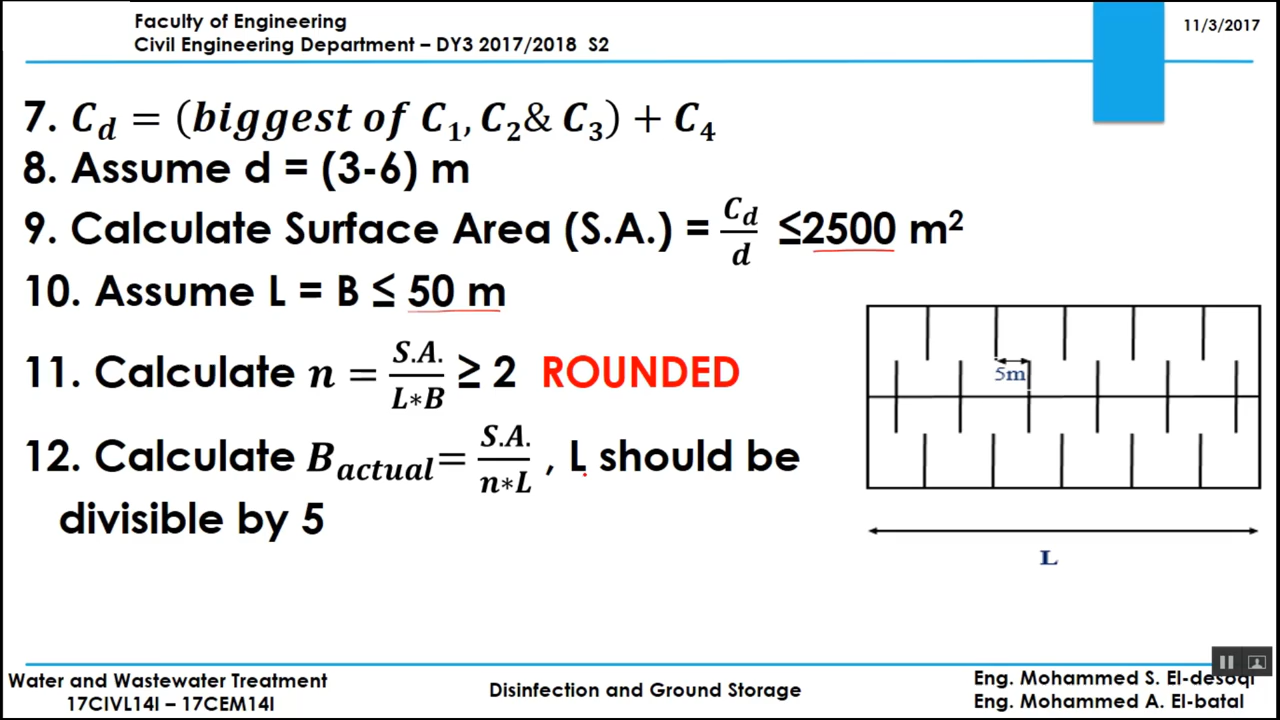 Faculty of Engineering
Civil Engineering Department – DY3 2017/2018 S2
11/3/2017
7. C_d = (biggest of C_1, C_2 & C_3) + C_4
8. Assume d = (3-6) m
9. Calculate Surface Area (S.A.) = C_d/d ≤2500 m²
10. Assume L = B ≤ 50 m
11. Calculate n = S.A./L∗B ≥ 2 ROUNDED
12. Calculate B_actual = S.A./n∗L , L should be
divisible by 5
5m
L
Water and Wastewater Treatment
17CIVL14I – 17CEM14I
Disinfection and Ground Storage
Eng. Mohammed S. El-desoqi
Eng. Mohammed A. El-batal